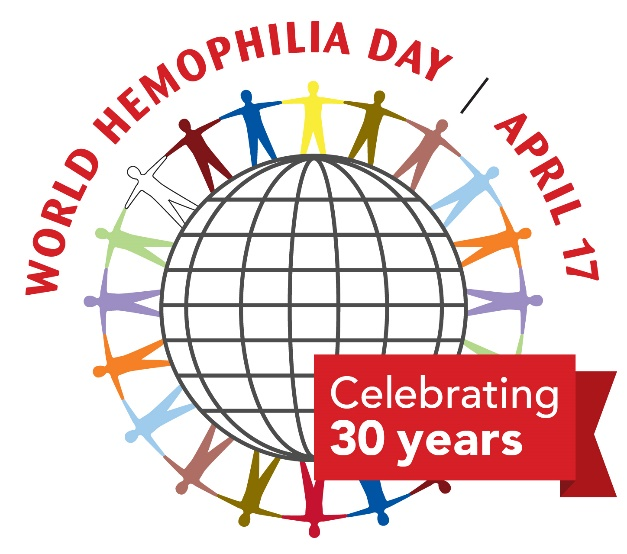 WORLD HEMOPHILIA DAY / APRIL 17
Celebrating
30 years